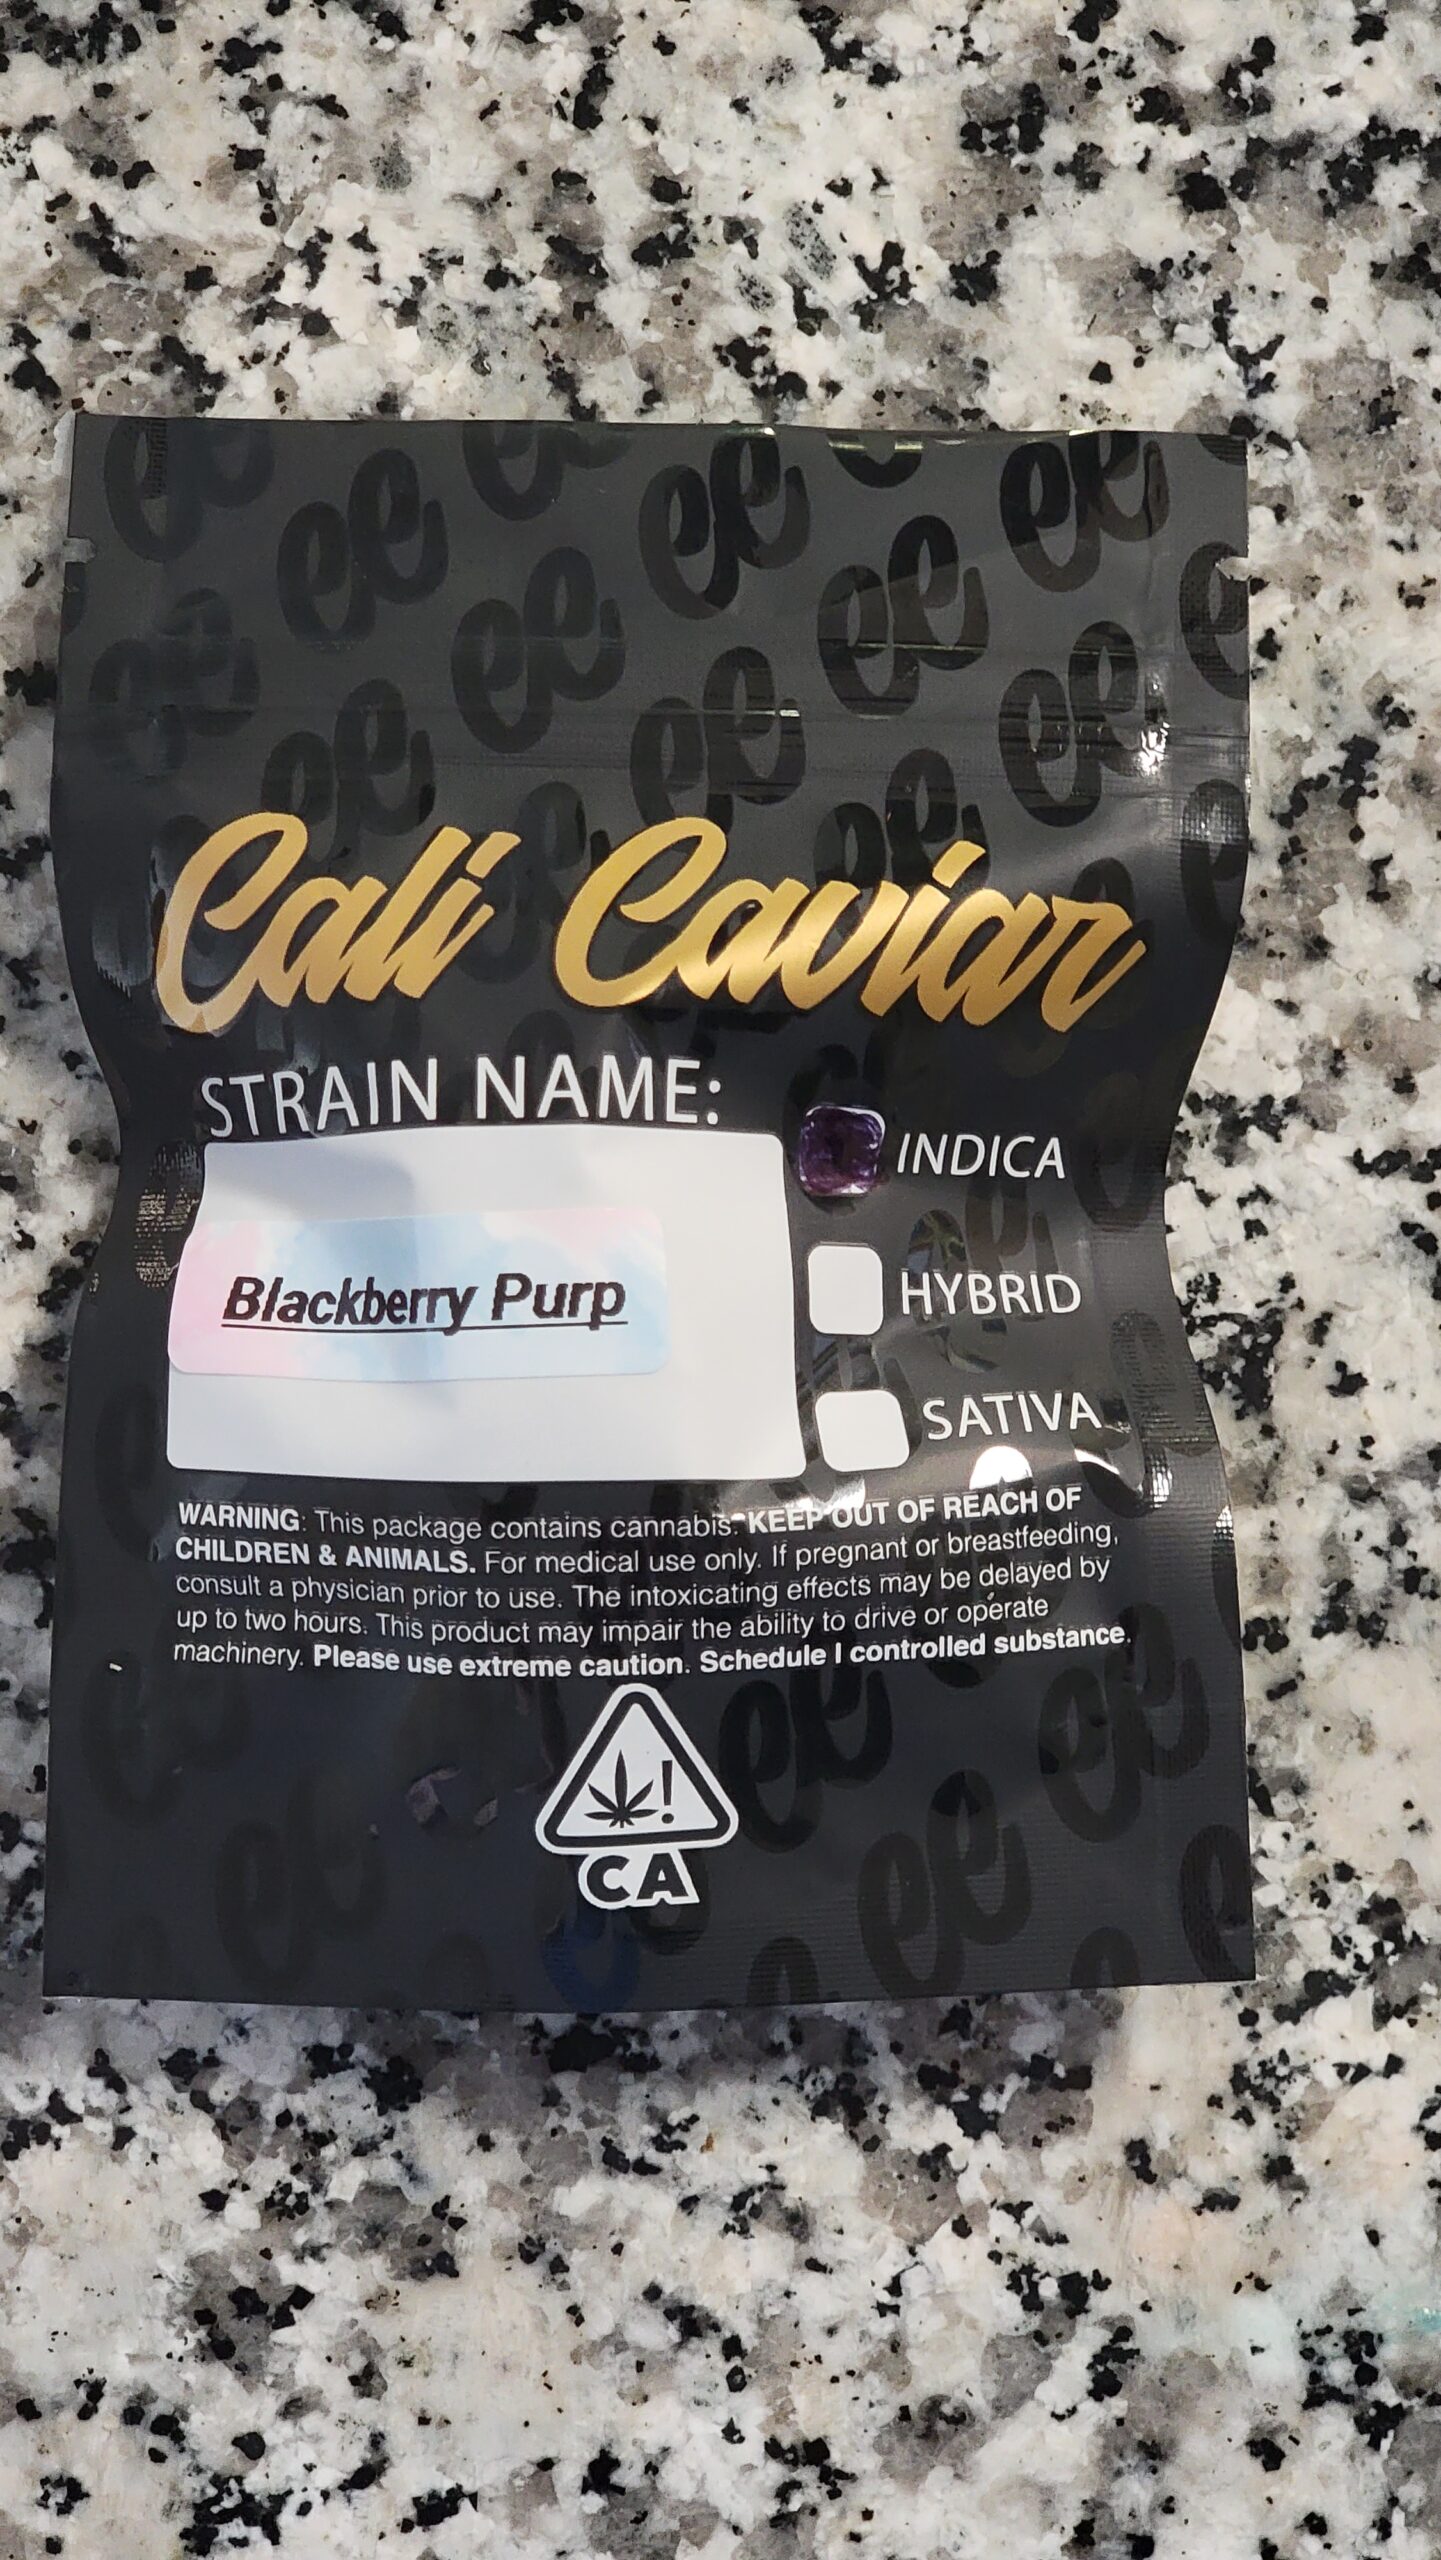 Cali Caviar
STRAIN NAME:
Blackberry Purp
INDICA
HYBRID
SATIVA
WARNING: This package contains cannabis. KEEP OUT OF REACH OF
CHILDREN & ANIMALS. For medical use only. If pregnant or breastfeeding,
consult a physician prior to use. The intoxicating effects may be delayed by
up to two hours. This product may impair the ability to drive or operate
machinery. Please use extreme caution. Schedule I controlled substance.
!
CA